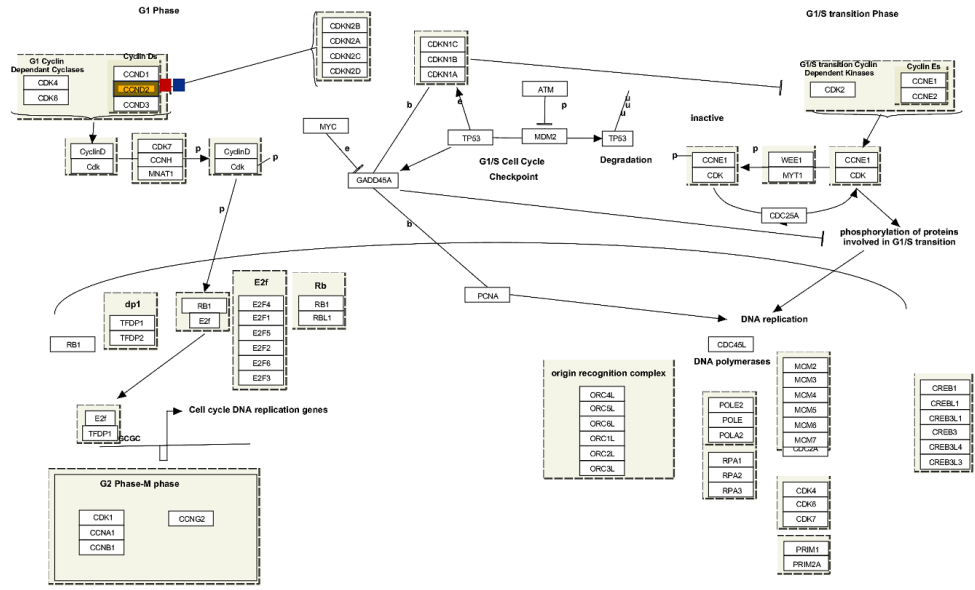 G1 Phase
G1/S transition Phase
CDKN2B
CDKN2A
CDKN2C
CDKN2D
CDKN1C
CDKN1B
CDKN1A
G1 Cyclin
Dependant Cyclases
CDK4
CDK6
Cyclin Ds
CCND1
CCND2
CCND3
G1/S transition Cyclin
Dependent Kinases
CDK2
Cyclin Es
CCNE1
CCNE2
ATM
p
u
u
u
b
e
MYC
e
TP53
MDM2
TP53
inactive
G1/S Cell Cycle
Checkpoint
Degradation
CyclinD
Cdk
CDK7
CCNH
MNAT1
p
CyclinD
Cdk
p
GADD45A
p
CCNE1
CDK
p
WEE1
MYT1
CCNE1
CDK
CDC25A
p
b
phosphorylation of proteins
involved in G1/S transition
PCNA
DNA replication
RB1
dp1
TFDP1
TFDP2
RB1
E2f
E2f
E2F4
E2F1
E2F5
E2F2
E2F6
E2F3
Rb
RB1
RBL1
CDC45L
DNA polymerases
origin recognition complex
ORC4L
ORC5L
ORC6L
ORC1L
ORC2L
ORC3L
POLE2
POLE
POLA2
RPA1
RPA2
RPA3
MCM2
MCM3
MCM4
MCM5
MCM6
MCM7
CDC2A
CDK4
CDK6
CDK7
PRIM1
PRIM2A
CREB1
CREBL1
CREB3L1
CREB3
CREB3L4
CREB3L3
E2f
TFDP1
GCGC
Cell cycle DNA replication genes
G2 Phase-M phase
CDK1
CCNA1
CCNB1
CCNG2